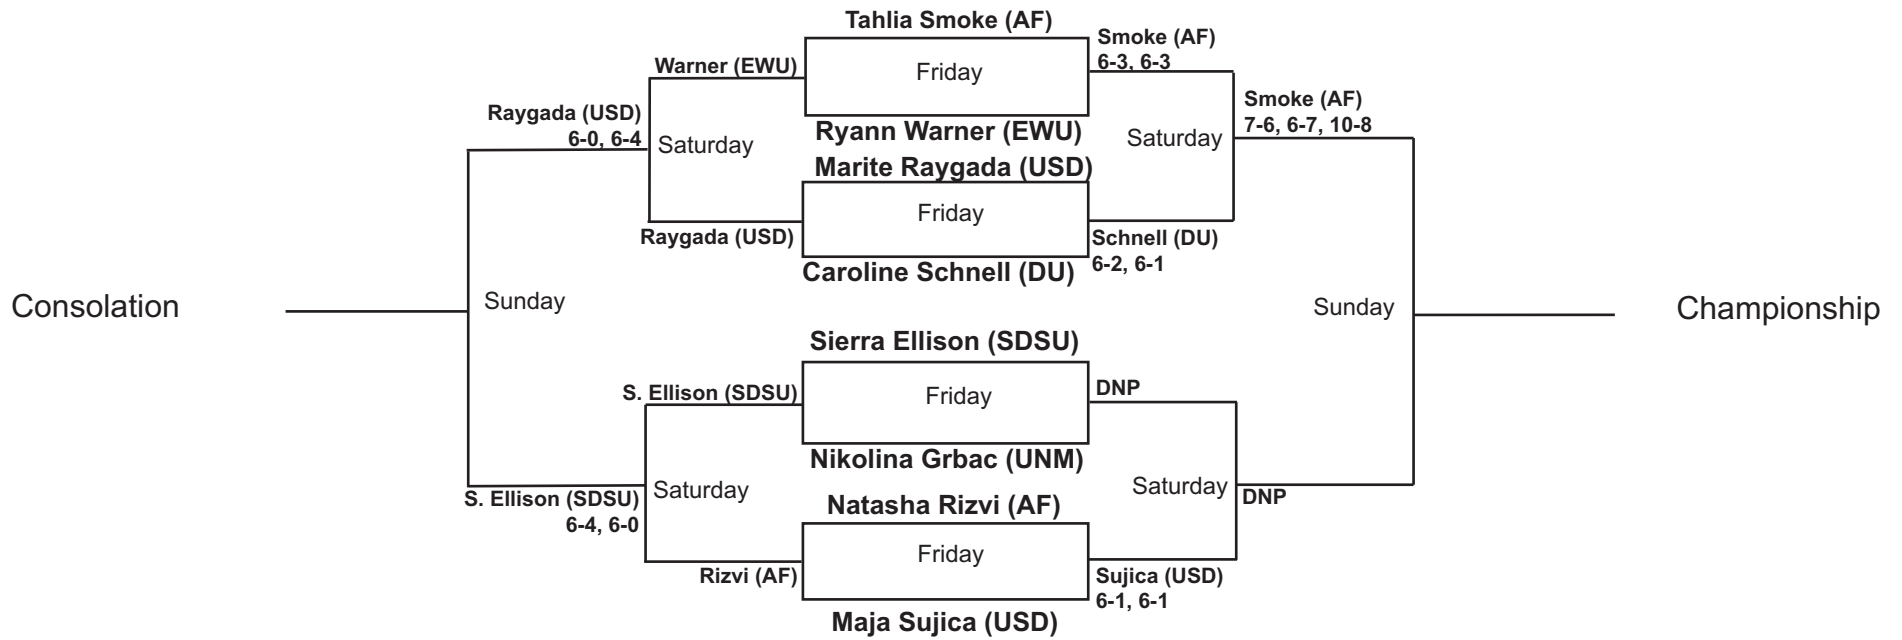 Tahlia Smoke (AF)
Smoke (AF)
6-3, 6-3
Warner (EWU)
Friday
Raygada (USD)
6-0, 6-4
Smoke (AF)
7-6, 6-7, 10-8
Ryann Warner (EWU)
Saturday
Saturday
Marite Raygada (USD)
Friday
Raygada (USD)
Schnell (DU)
6-2, 6-1
Caroline Schnell (DU)
Consolation
Sunday
Sunday
Championship
Sierra Ellison (SDSU)
S. Ellison (SDSU)
Friday
DNP
Nikolina Grbac (UNM)
S. Ellison (SDSU)
6-4, 6-0
Saturday
Saturday
DNP
Natasha Rizvi (AF)
Friday
Rizvi (AF)
Sujica (USD)
6-1, 6-1
Maja Sujica (USD)